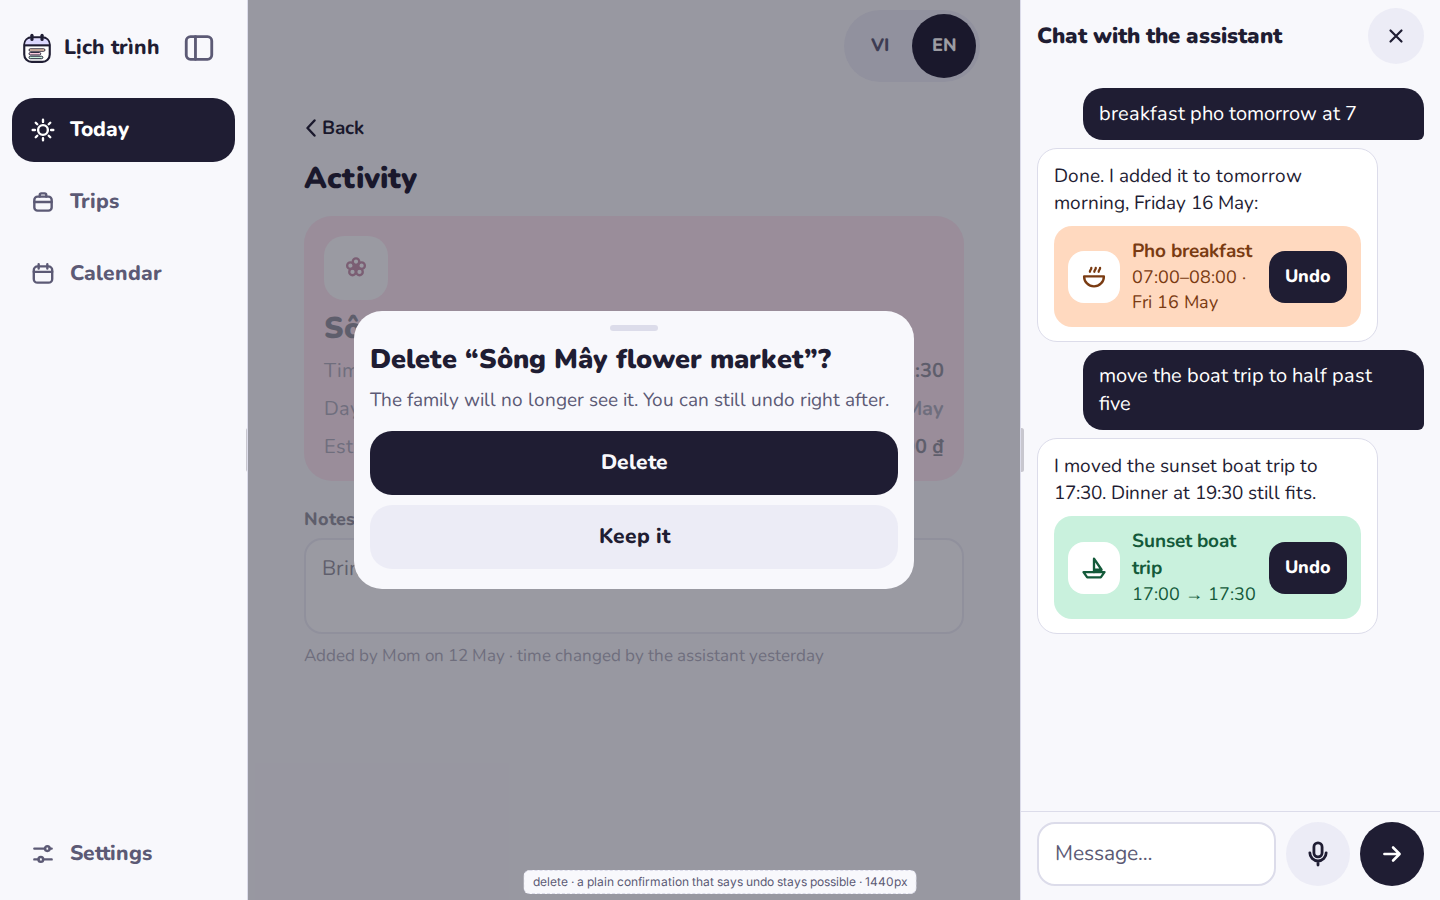 Lịch trình
Today
Trips
Calendar
Settings
VI
EN
Back
Activity
Delete “Sông Mây flower market”?
The family will no longer see it. You can still undo right after.
Delete
Keep it
:30
0 ₫
Notes
Added by Mom on 12 May · time changed by the assistant yesterday
delete · a plain confirmation that says undo stays possible · 1440px
Chat with the assistant
breakfast pho tomorrow at 7
Done. I added it to tomorrow
morning, Friday 16 May:
Pho breakfast
07:00–08:00 ·
Fri 16 May
Undo
move the boat trip to half past
five
I moved the sunset boat trip to
17:30. Dinner at 19:30 still fits.
Sunset boat
trip
17:00 → 17:30
Undo
Message...